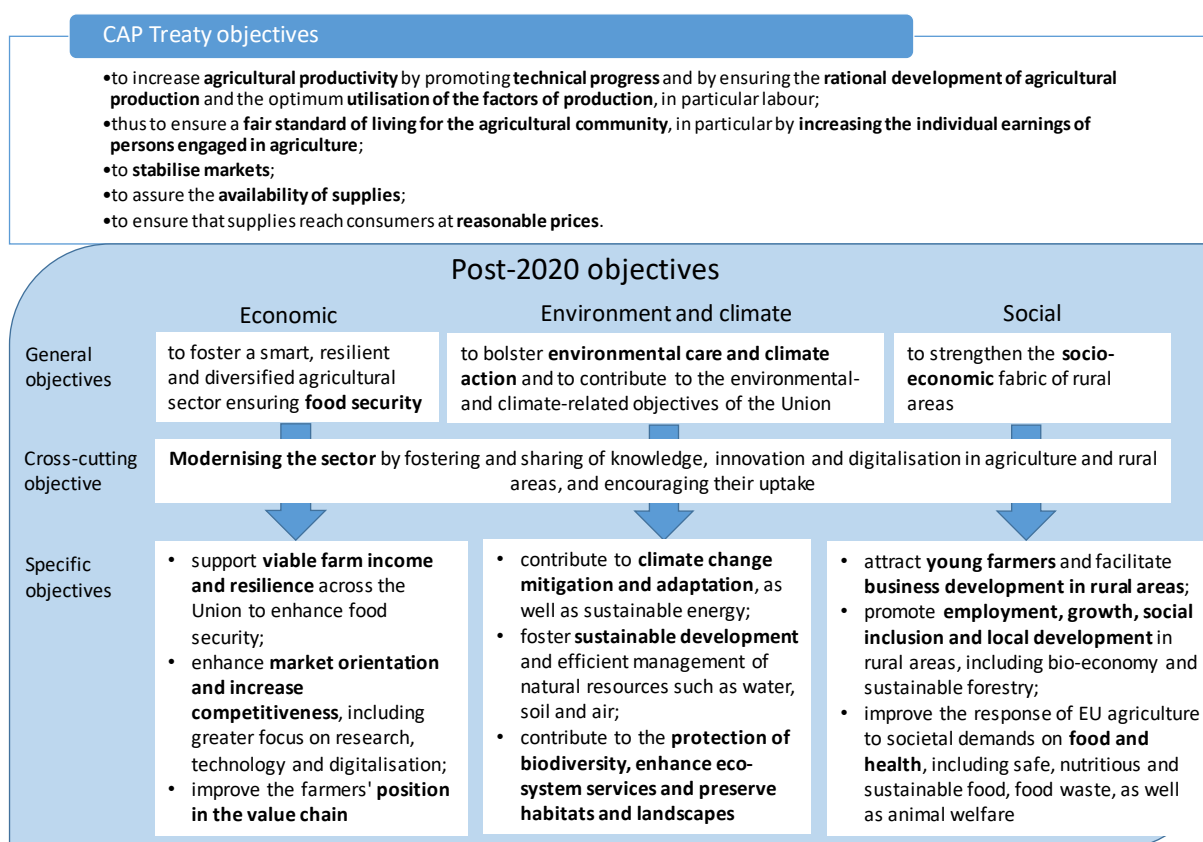 CAP Treaty objectives
•to increase agricultural productivity by promoting technical progress and by ensuring the rational development of agricultural
production and the optimum utilisation of the factors of production, in particular labour;
•thus to ensure a fair standard of living for the agricultural community, in particular by increasing the individual earnings of
persons engaged in agriculture;
•to stabilise markets;
•to assure the availability of supplies;
•to ensure that supplies reach consumers at reasonable prices.
Post-2020 objectives
Economic
Environment and climate
Social
General
objectives
to foster a smart, resilient
and diversified agricultural
sector ensuring food security
to bolster environmental care and climate
action and to contribute to the environmental-
and climate-related objectives of the Union
to strengthen the socio-
economic fabric of rural
areas
Cross-cutting
objective
Modernising the sector by fostering and sharing of knowledge, innovation and digitalisation in agriculture and rural
areas, and encouraging their uptake
Specific
objectives
• support viable farm income
and resilience across the
Union to enhance food
security;
• enhance market orientation
and increase
competitiveness, including
greater focus on research,
technology and digitalisation;
• improve the farmers' position
in the value chain
• contribute to climate change
mitigation and adaptation, as
well as sustainable energy;
• foster sustainable development
and efficient management of
natural resources such as water,
soil and air;
• contribute to the protection of
biodiversity, enhance eco-
system services and preserve
habitats and landscapes
• attract young farmers and facilitate
business development in rural areas;
• promote employment, growth, social
inclusion and local development in
rural areas, including bio-economy and
sustainable forestry;
• improve the response of EU agriculture
to societal demands on food and
health, including safe, nutritious and
sustainable food, food waste, as well
as animal welfare